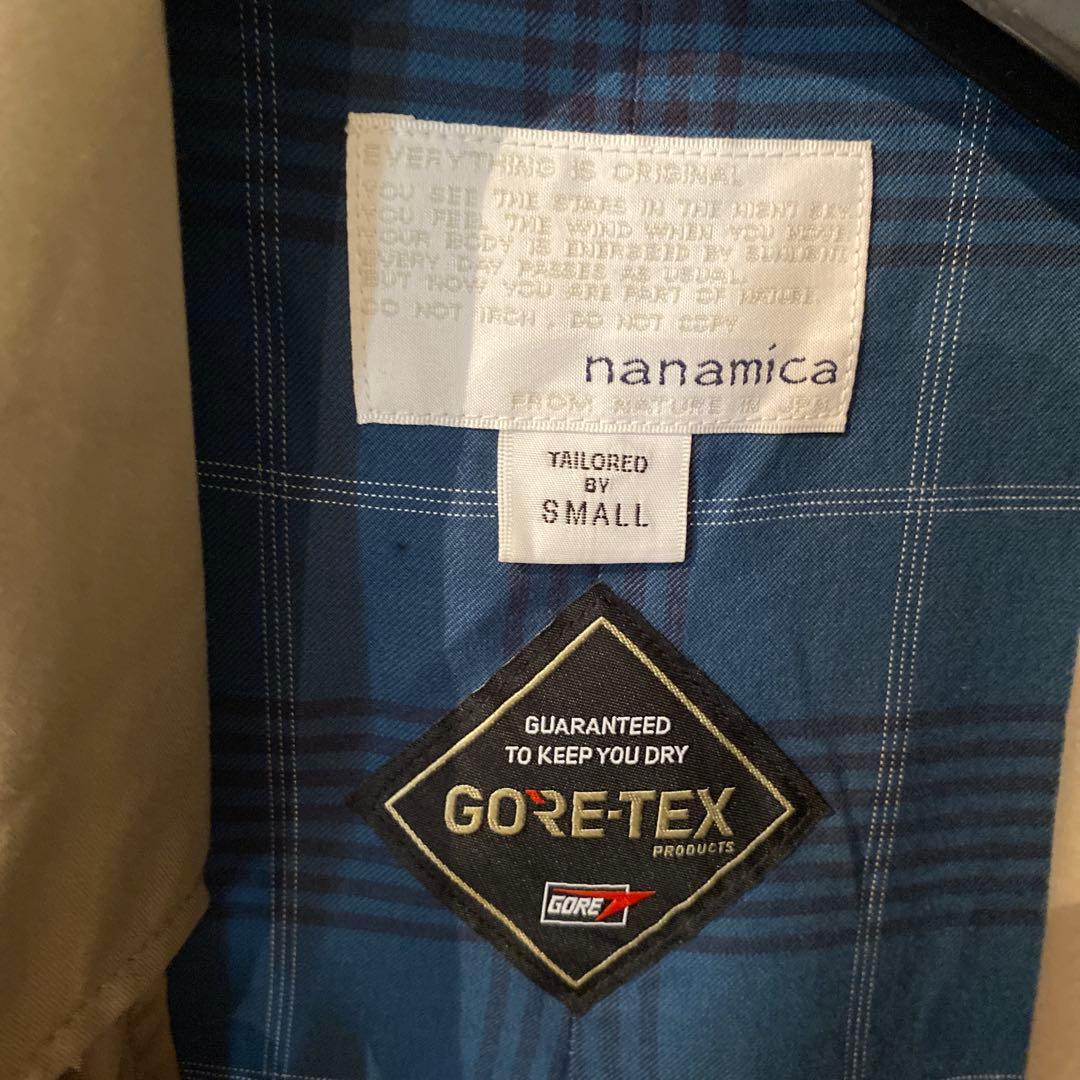 EVERYTHING IS ORIGINAL
YOU SEE THE STARS IN THE NIGHT SKY
YOU FEEL THE WIND WHEN YOU MOVE
YOUR BODY IS ENERGIZED BY SUNLIGHT
EVERY DAY PASSES AS USUAL
BUT NOW YOU ARE PART OF NATURE.
DO NOT IRON, DO NOT COPY
nanamica
FROM NATURE IN JPN
TAILORED
BY
SMALL
GUARANTEED
TO KEEP YOU DRY
GORE-TEX
PRODUCTS
GORE